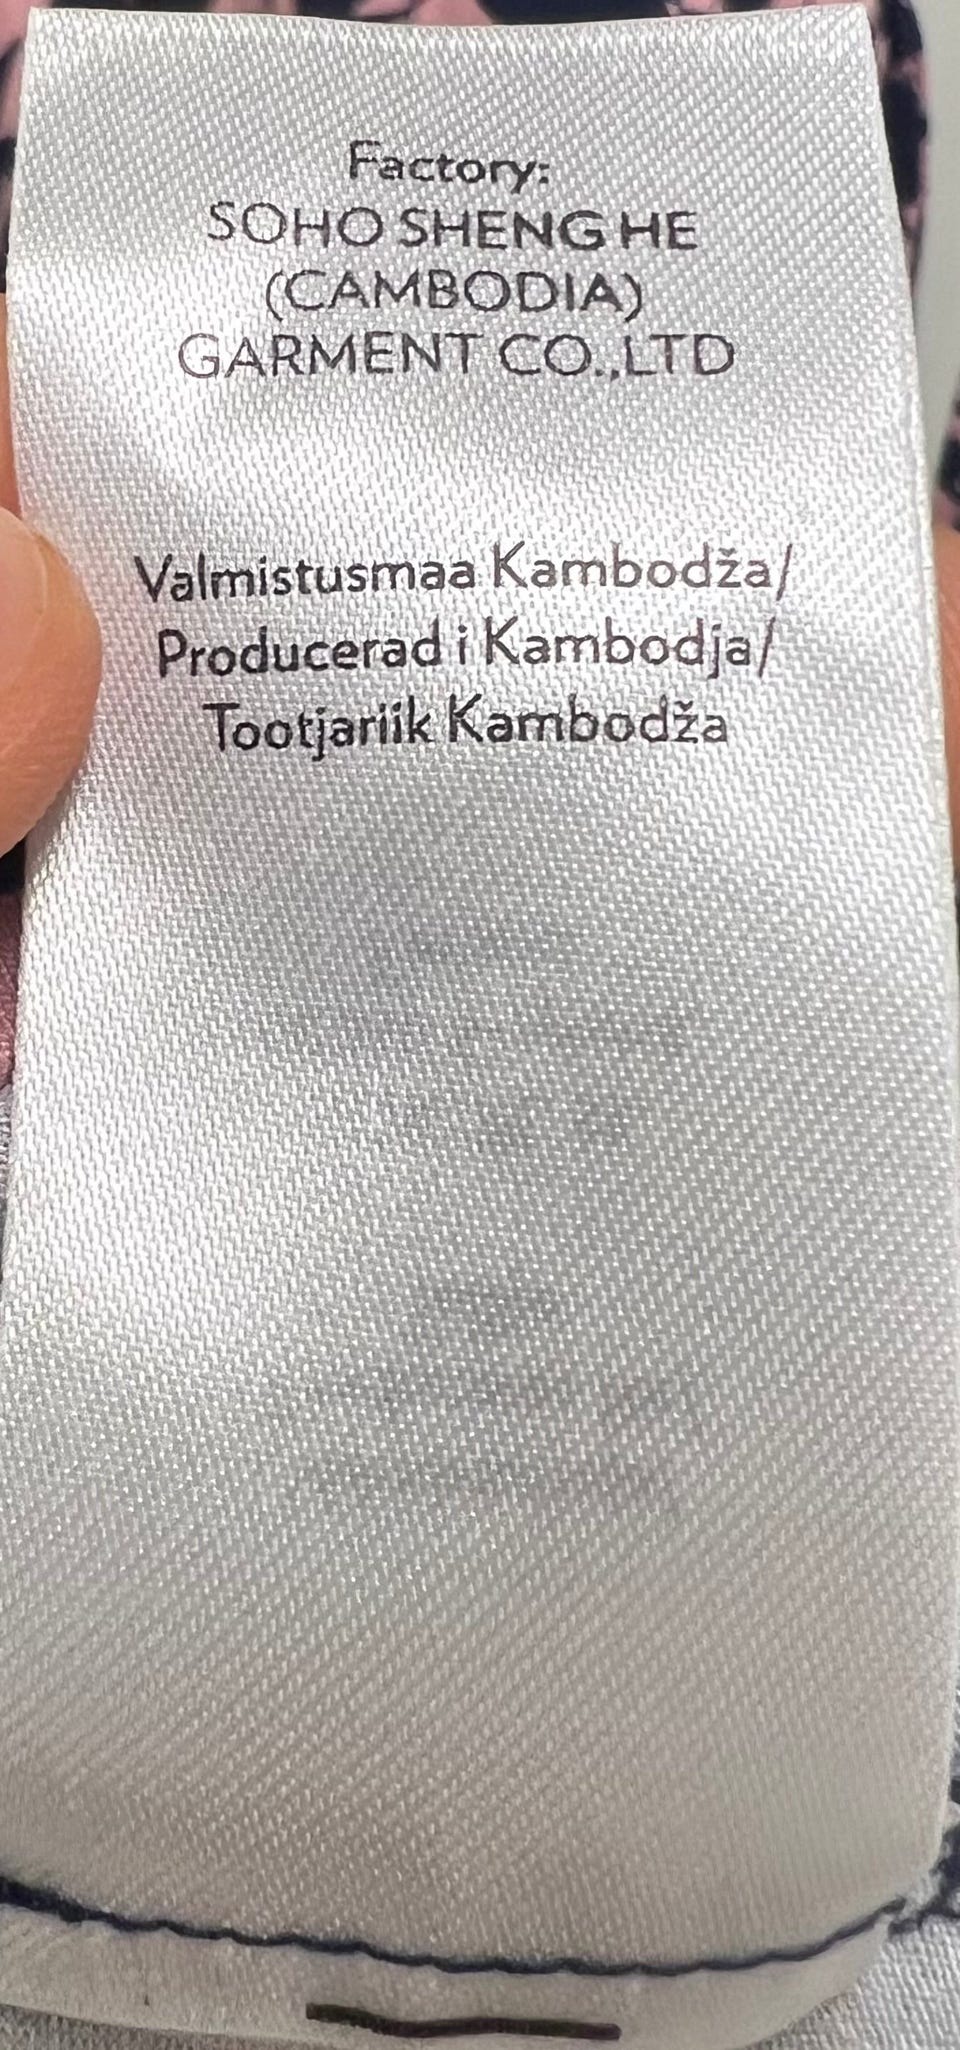 Factory:
SOHO SHENG HE
(CAMBODIA)
GARMENT CO.,LTD
Valmistusmaa Kambodža/
Producerad i Kambodja/
Tootjariik Kambodža